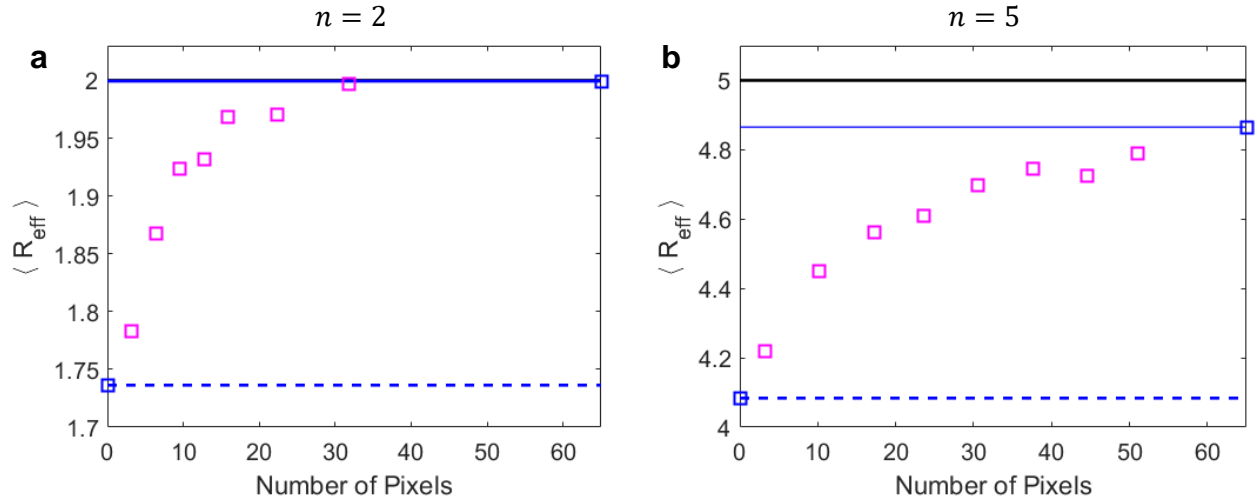 n = 2
a
2
1.95
1.9
1.85
1.8
1.75
1.7
⟨ R_eff ⟩
0 10 20 30 40 50 60
Number of Pixels
n = 5
b
5
4.8
4.6
4.4
4.2
4
⟨ R_eff ⟩
0 10 20 30 40 50 60
Number of Pixels